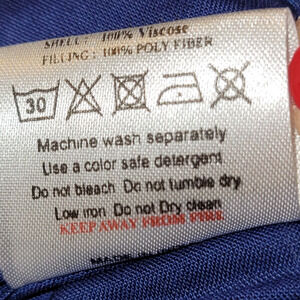 SHELL : 100% Viscose
FILLING : 100% POLY FIBER
30
Machine wash separately
Use a color safe detergent
Do not bleach Do not tumble dry
Low iron Do not Dry clean
KEEP AWAY FROM FIRE
MADE